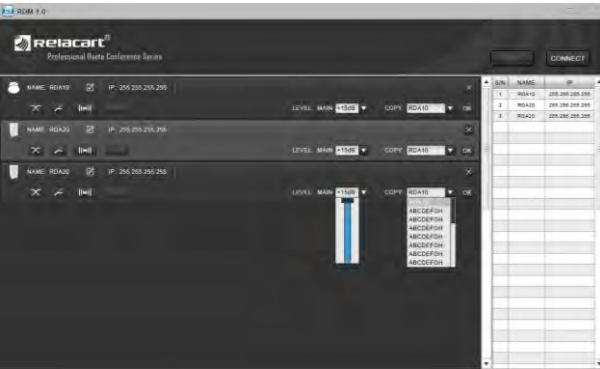 RDM 1.0
Relacart®
Professional Dante Conference Series
CONNECT
NAME: RDA10 IP: 255.255.255.255
LEVEL: MAIN +15dB COPY: RDA10 OK
NAME: RDA20 IP: 255.255.255.255
LEVEL: MAIN +15dB COPY: RDA10 OK
NAME: RDA20 IP: 255.255.255.255
LEVEL: MAIN +15dB COPY: RDA10 OK
ABCDEFGH
ABCDEFGH
ABCDEFGH
ABCDEFGH
ABCDEFGH
ABCDEFGH
ABCDEFGH
S/N NAME IP
1 RDA10 255.255.255.255
2 RDA20 255.255.255.255
3 RDA20 255.255.255.255